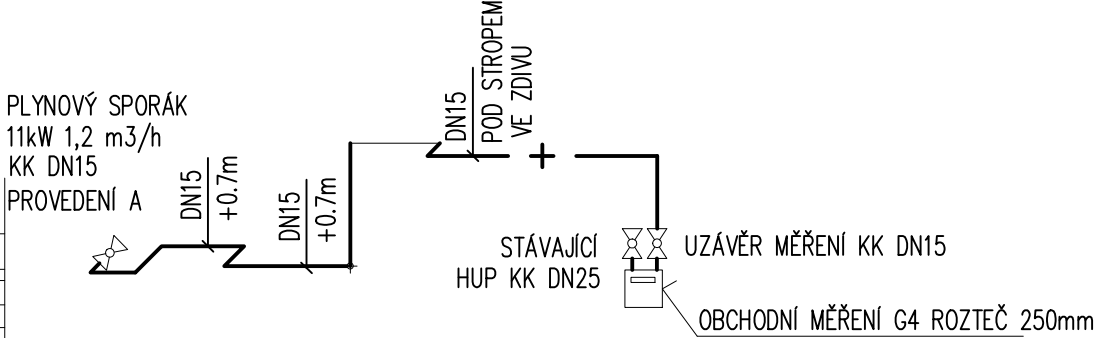 PLYNOVÝ SPORÁK
11kW 1,2 m3/h
KK DN15
PROVEDENÍ A
DN15
+0.7m
DN15
+0.7m
DN15
POD STROPEM
VE ZDIVU
STÁVAJÍCÍ
HUP KK DN25
UZÁVĚR MĚŘENÍ KK DN15
OBCHODNÍ MĚŘENÍ G4 ROZTEČ 250mm